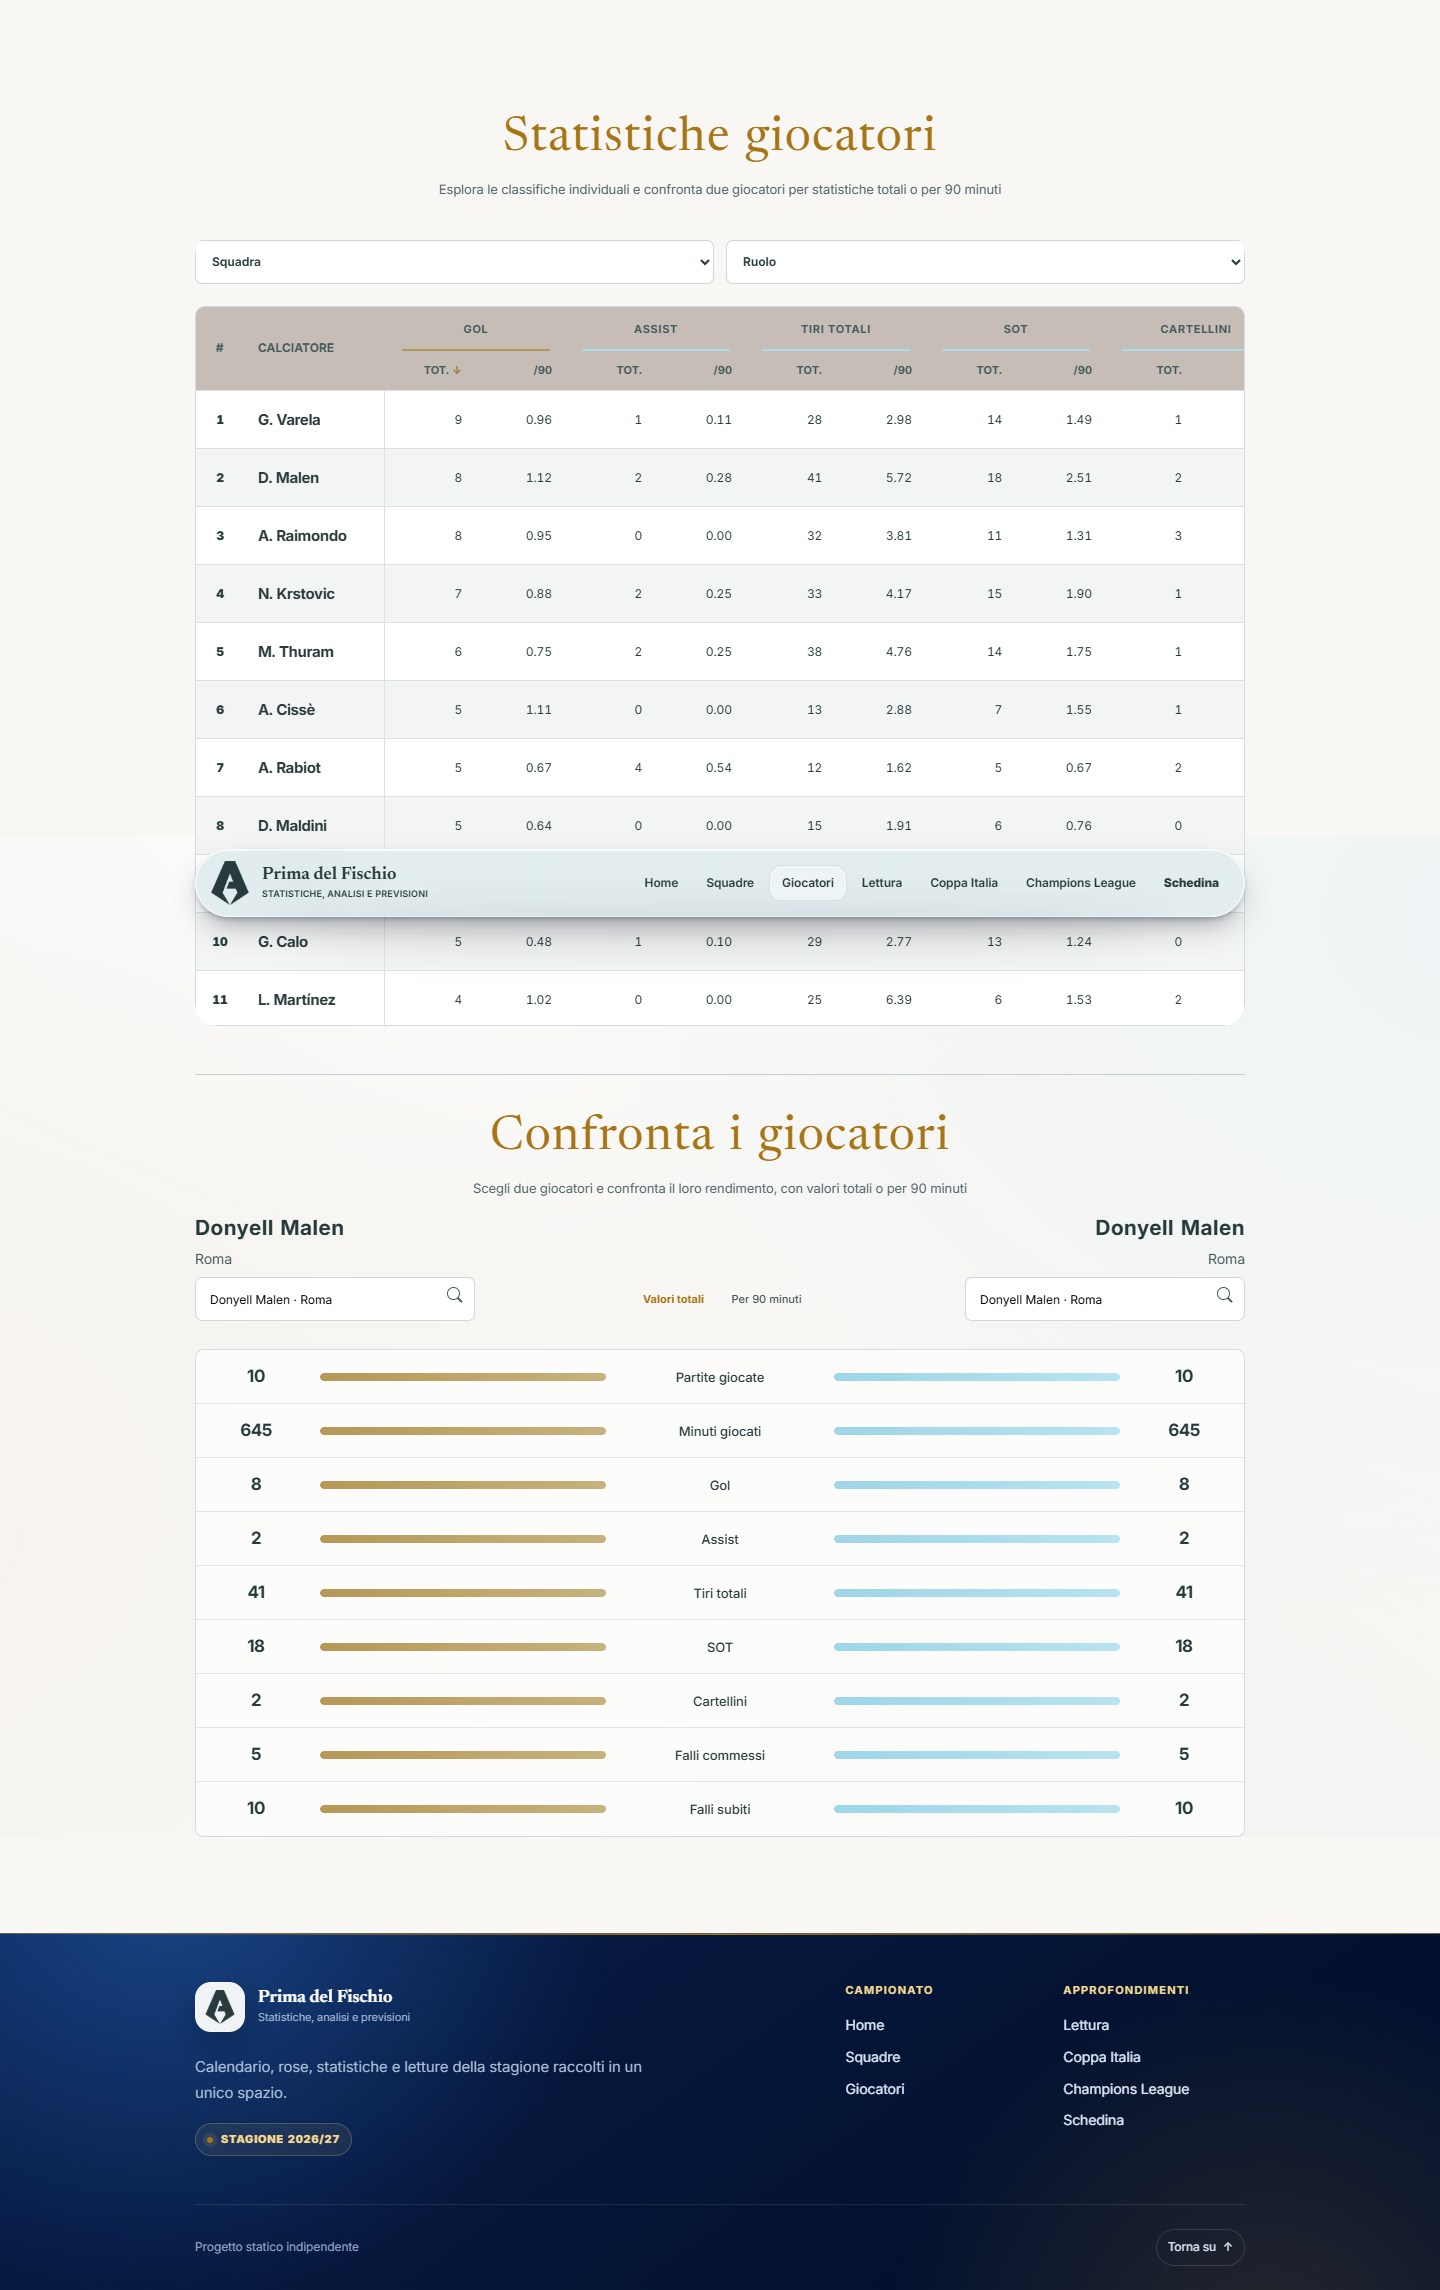 Statistiche giocatori
Esplora le classifiche individuali e confronta due giocatori per statistiche totali o per 90 minuti
Squadra Ruolo
# CALCIATORE GOL ASSIST TIRI TOTALI SOT CARTELLINI
TOT. ↓ /90 TOT. /90 TOT. /90 TOT. /90 TOT.
1 G. Varela 9 0.96 1 0.11 28 2.98 14 1.49 1
2 D. Malen 8 1.12 2 0.28 41 5.72 18 2.51 2
3 A. Raimondo 8 0.95 0 0.00 32 3.81 11 1.31 3
4 N. Krstovic 7 0.88 2 0.25 33 4.17 15 1.90 1
5 M. Thuram 6 0.75 2 0.25 38 4.76 14 1.75 1
6 A. Cissè 5 1.11 0 0.00 13 2.88 7 1.55 1
7 A. Rabiot 5 0.67 4 0.54 12 1.62 5 0.67 2
8 D. Maldini 5 0.64 0 0.00 15 1.91 6 0.76 0
Prima del Fischio
STATISTICHE, ANALISI E PREVISIONI
Home Squadre Giocatori Lettura Coppa Italia Champions League Schedina
10 G. Calo 5 0.48 1 0.10 29 2.77 13 1.24 0
11 L. Martínez 4 1.02 0 0.00 25 6.39 6 1.53 2
Confronta i giocatori
Scegli due giocatori e confronta il loro rendimento, con valori totali o per 90 minuti
Donyell Malen Donyell Malen
Roma Roma
Donyell Malen · Roma Valori totali Per 90 minuti Donyell Malen · Roma
10 Partite giocate 10
645 Minuti giocati 645
8 Gol 8
2 Assist 2
41 Tiri totali 41
18 SOT 18
2 Cartellini 2
5 Falli commessi 5
10 Falli subiti 10
Prima del Fischio
Statistiche, analisi e previsioni
Calendario, rose, statistiche e letture della stagione raccolti in un
unico spazio.
STAGIONE 2026/27
CAMPIONATO
Home
Squadre
Giocatori
APPROFONDIMENTI
Lettura
Coppa Italia
Champions League
Schedina
Progetto statico indipendente
Torna su ↑